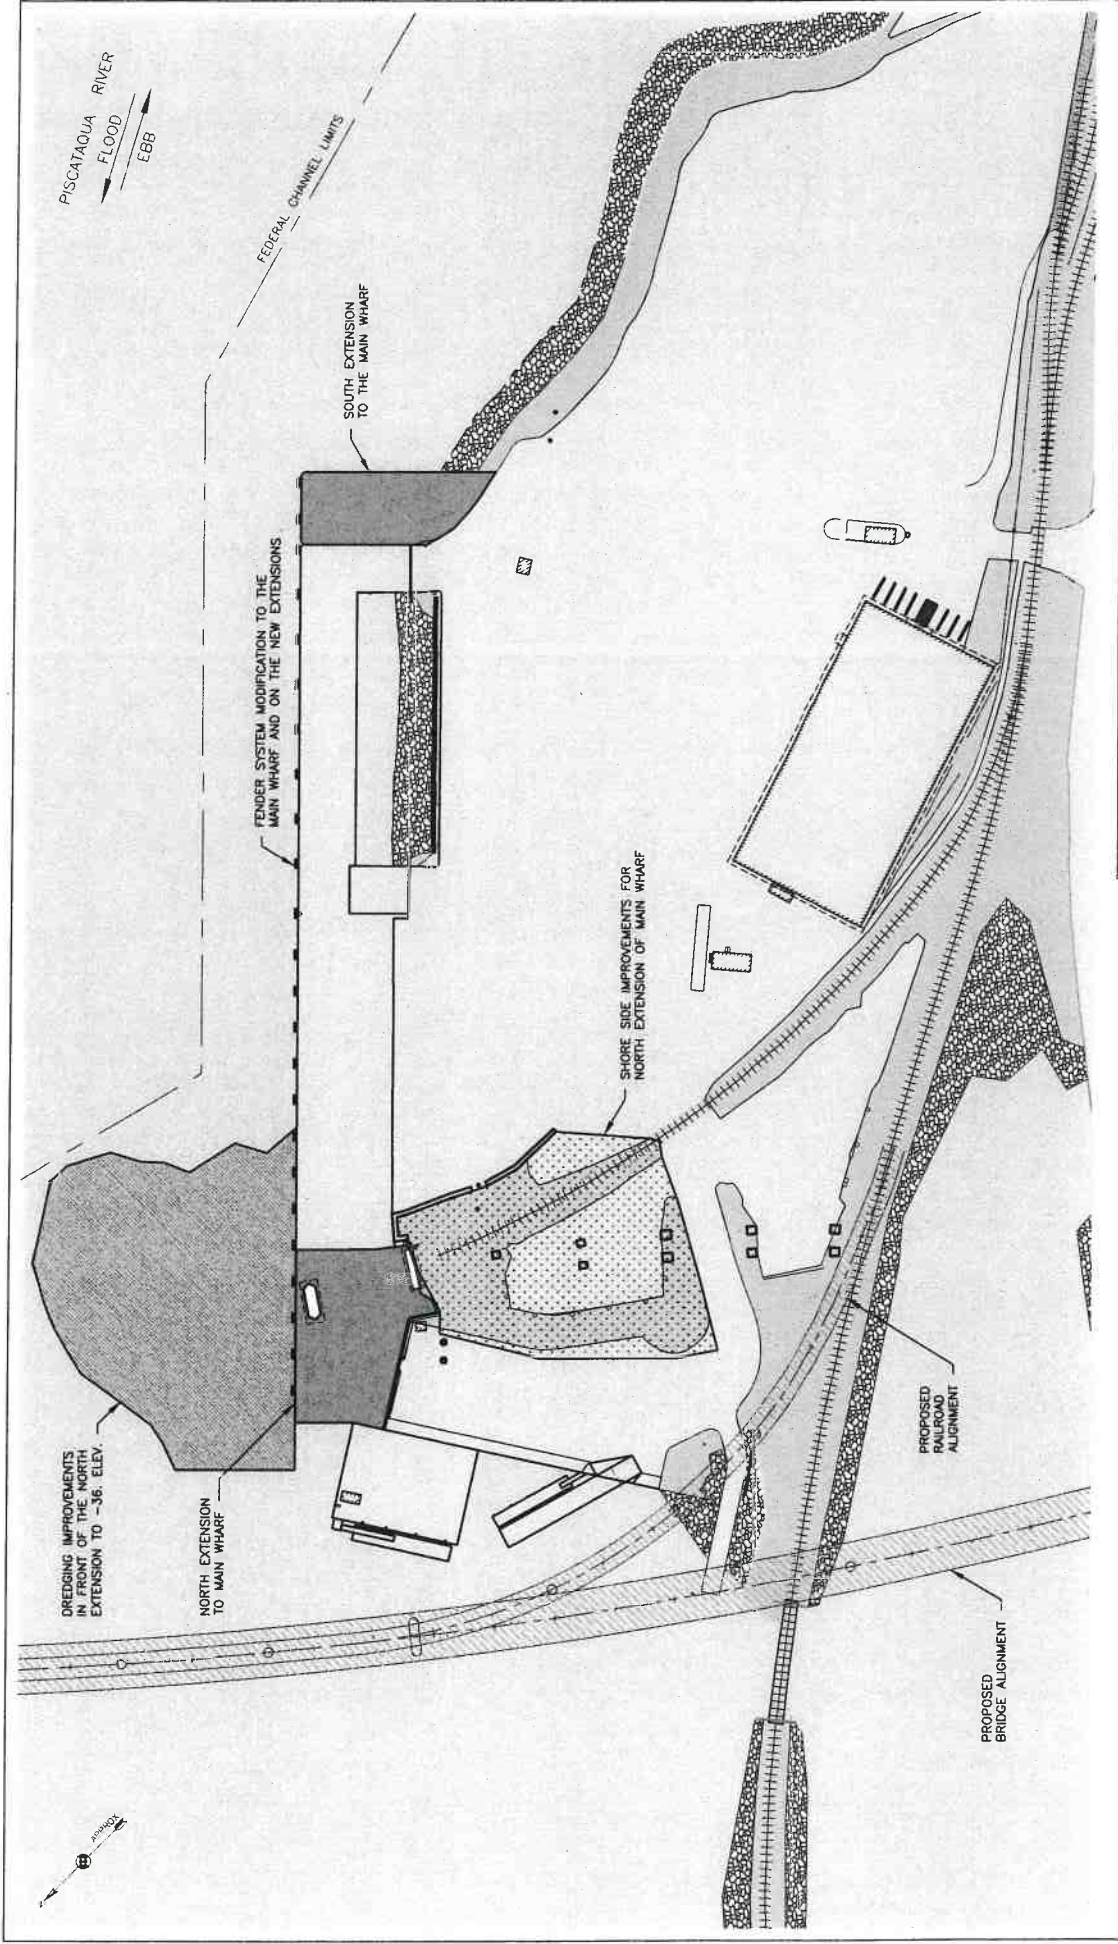 PISCATAQUA RIVER
FLOOD
EBB
FEDERAL CHANNEL LIMITS
SOUTH EXTENSION
TO THE MAIN WHARF
FENDER SYSTEM MODIFICATION TO THE
MAIN WHARF AND ON THE NEW EXTENSIONS
SHORE SIDE IMPROVEMENTS FOR
NORTH EXTENSION OF MAIN WHARF
DREDGING IMPROVEMENTS
IN FRONT OF THE NORTH
EXTENSION TO -36. ELEV.
NORTH EXTENSION
TO MAIN WHARF
PROPOSED
RAILROAD
ALIGNMENT
PROPOSED
BRIDGE ALIGNMENT
APPROX